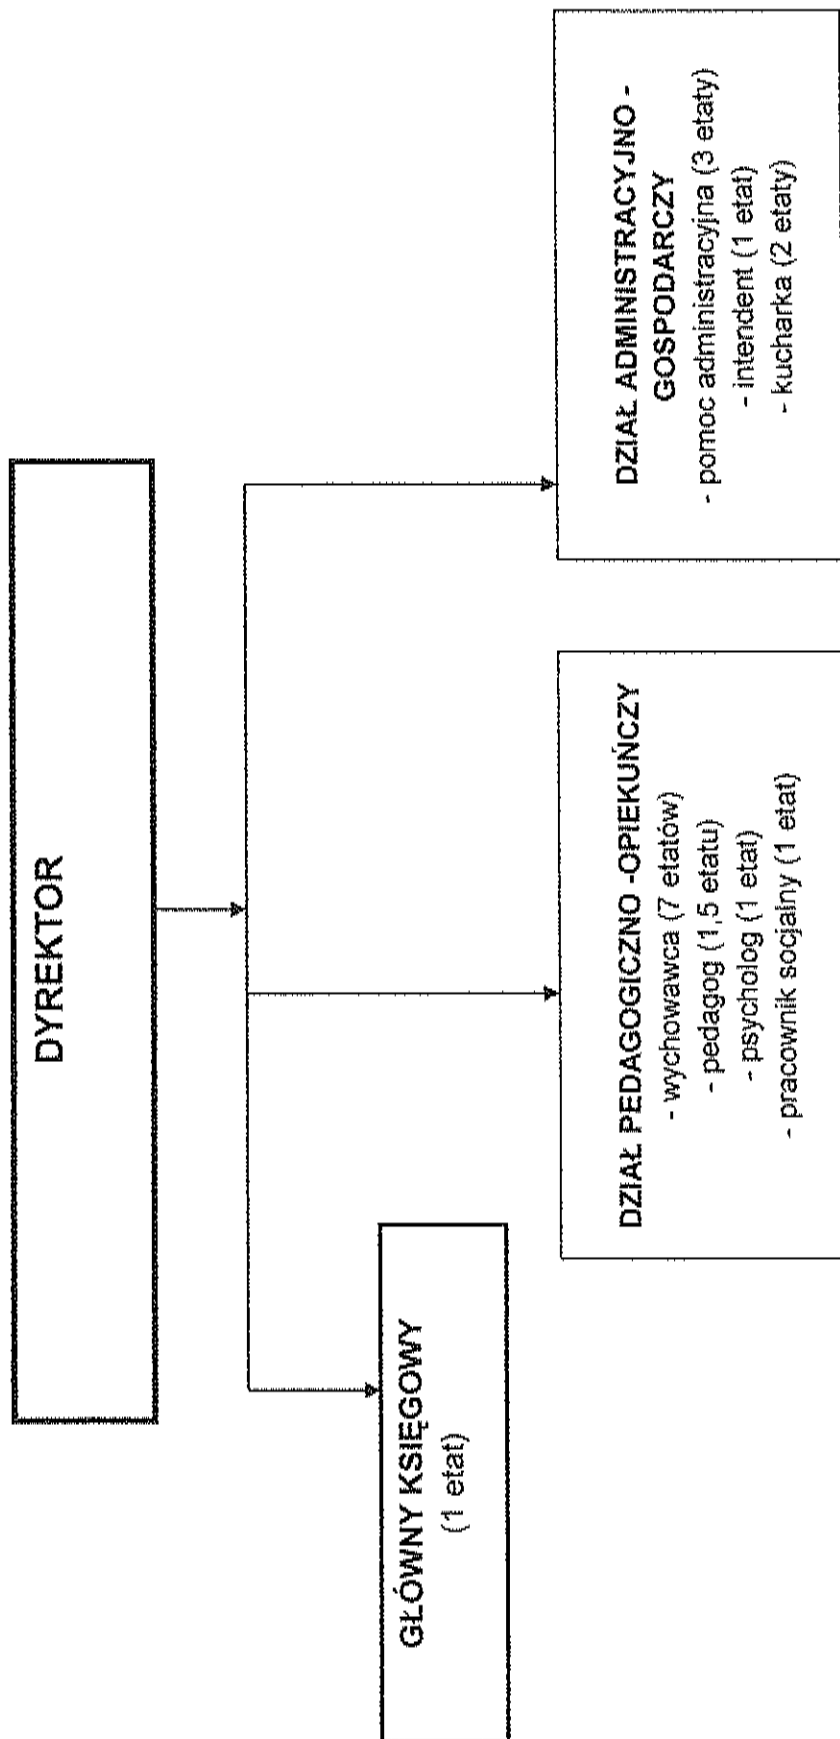 DYREKTOR
GŁÓWNY KSIĘGOWY
(1 etat)
DZIAŁ PEDAGOGICZNO -OPIEKUŃCZY
- wychowawca (7 etatów)
- pedagog (1,5 etatu)
- psycholog (1 etat)
- pracownik socjalny (1 etat)
DZIAŁ ADMINISTRACYJNO -
GOSPODARCZY
- pomoc administracyjna (3 etaty)
- intendent (1 etat)
- kucharka (2 etaty)